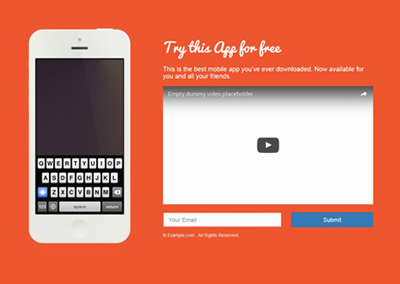 Try this App for free
This is the best mobile app you've ever downloaded. Now available for
you and all your friends.
Empty dummy video placeholder
Q W E R T Y U I O P
A S D F G H J K L
Z X C V B N M
123 space return
Your Email Submit
© Example.com . All Rights Reserved